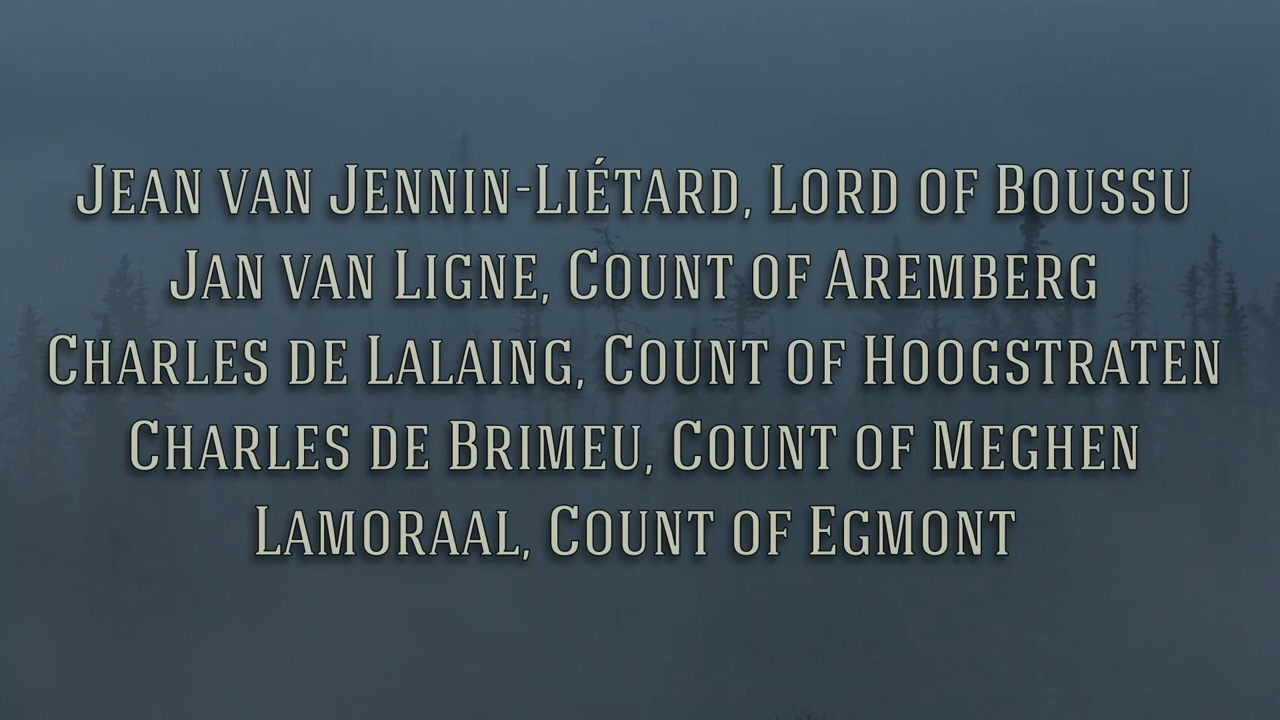 Jean van Jennin-Liétard, Lord of Boussu
Jan van Ligne, Count of Aremberg
Charles de Lalaing, Count of Hoogstraten
Charles de Brimeu, Count of Meghen
Lamoraal, Count of Egmont